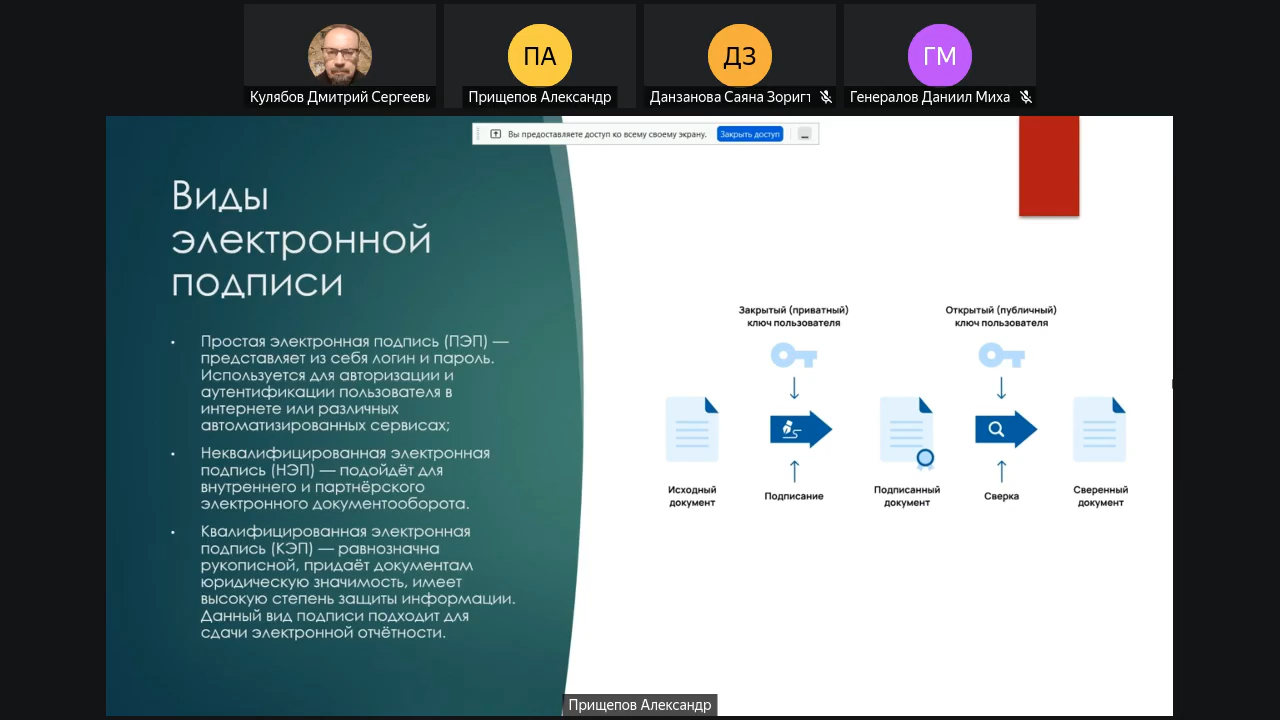 ПА
ДЗ
ГМ
Кулябов Дмитрий Сергееви
Прищепов Александр
Данзанова Саяна Зориг
Генералов Даниил Миха
Вы предоставляете доступ ко всему своему экрану.
Закрыть доступ
Виды
электронной
подписи
• Простая электронная подпись (ПЭП) —
представляет из себя логин и пароль.
Используется для авторизации и
аутентификации пользователя в
интернете или различных
автоматизированных сервисах;
• Неквалифицированная электронная
подпись (НЭП) — подойдёт для
внутреннего и партнёрского
электронного документооборота.
• Квалифицированная электронная
подпись (КЭП) — равнозначна
рукописной, придаёт документам
юридическую значимость, имеет
высокую степень защиты информации.
Данный вид подписи подходит для
сдачи электронной отчётности.
Закрытый (приватный)
ключ пользователя
Открытый (публичный)
ключ пользователя
Исходный
документ
Подписание
Подписанный
документ
Сверка
Сверенный
документ
Прищепов Александр